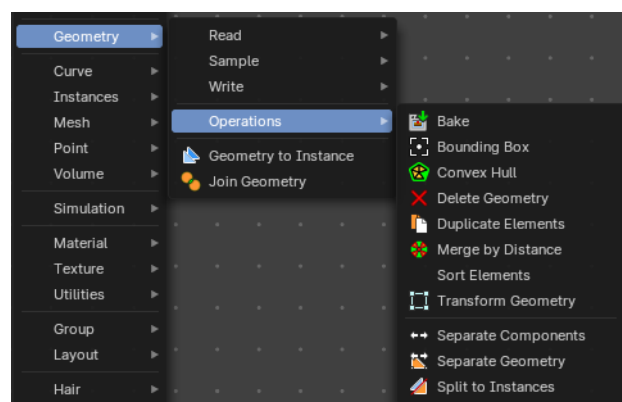 Geometry
Curve
Instances
Mesh
Point
Volume
Simulation
Material
Texture
Utilities
Group
Layout
Hair
Read
Sample
Write
Operations
Geometry to Instance
Join Geometry
Bake
Bounding Box
Convex Hull
Delete Geometry
Duplicate Elements
Merge by Distance
Sort Elements
Transform Geometry
Separate Components
Separate Geometry
Split to Instances